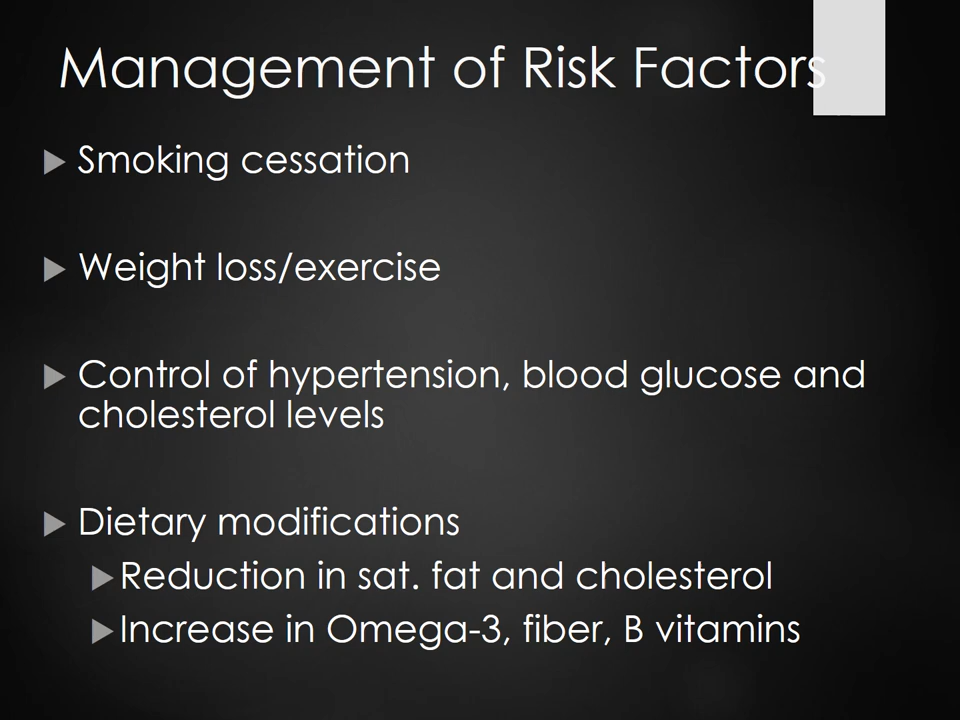 Management of Risk Factors
Smoking cessation
Weight loss/exercise
Control of hypertension, blood glucose and
cholesterol levels
Dietary modifications
Reduction in sat. fat and cholesterol
Increase in Omega-3, fiber, B vitamins